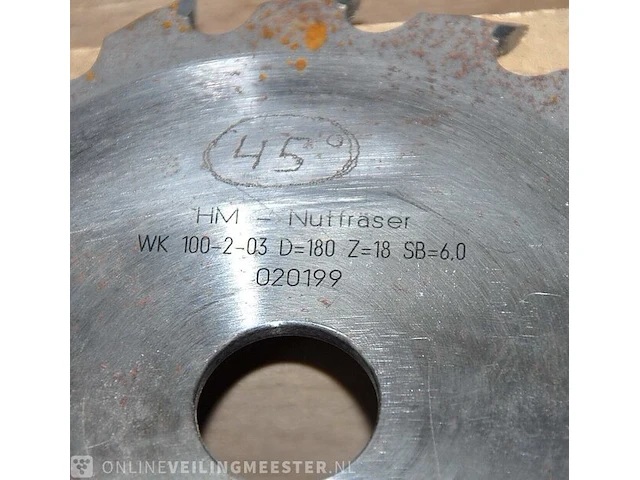 45°
HM - Nutfräser
WK 100-2-03 D=180 Z=18 SB=6,0
020199
ONLINEVEILINGMEESTER.NL